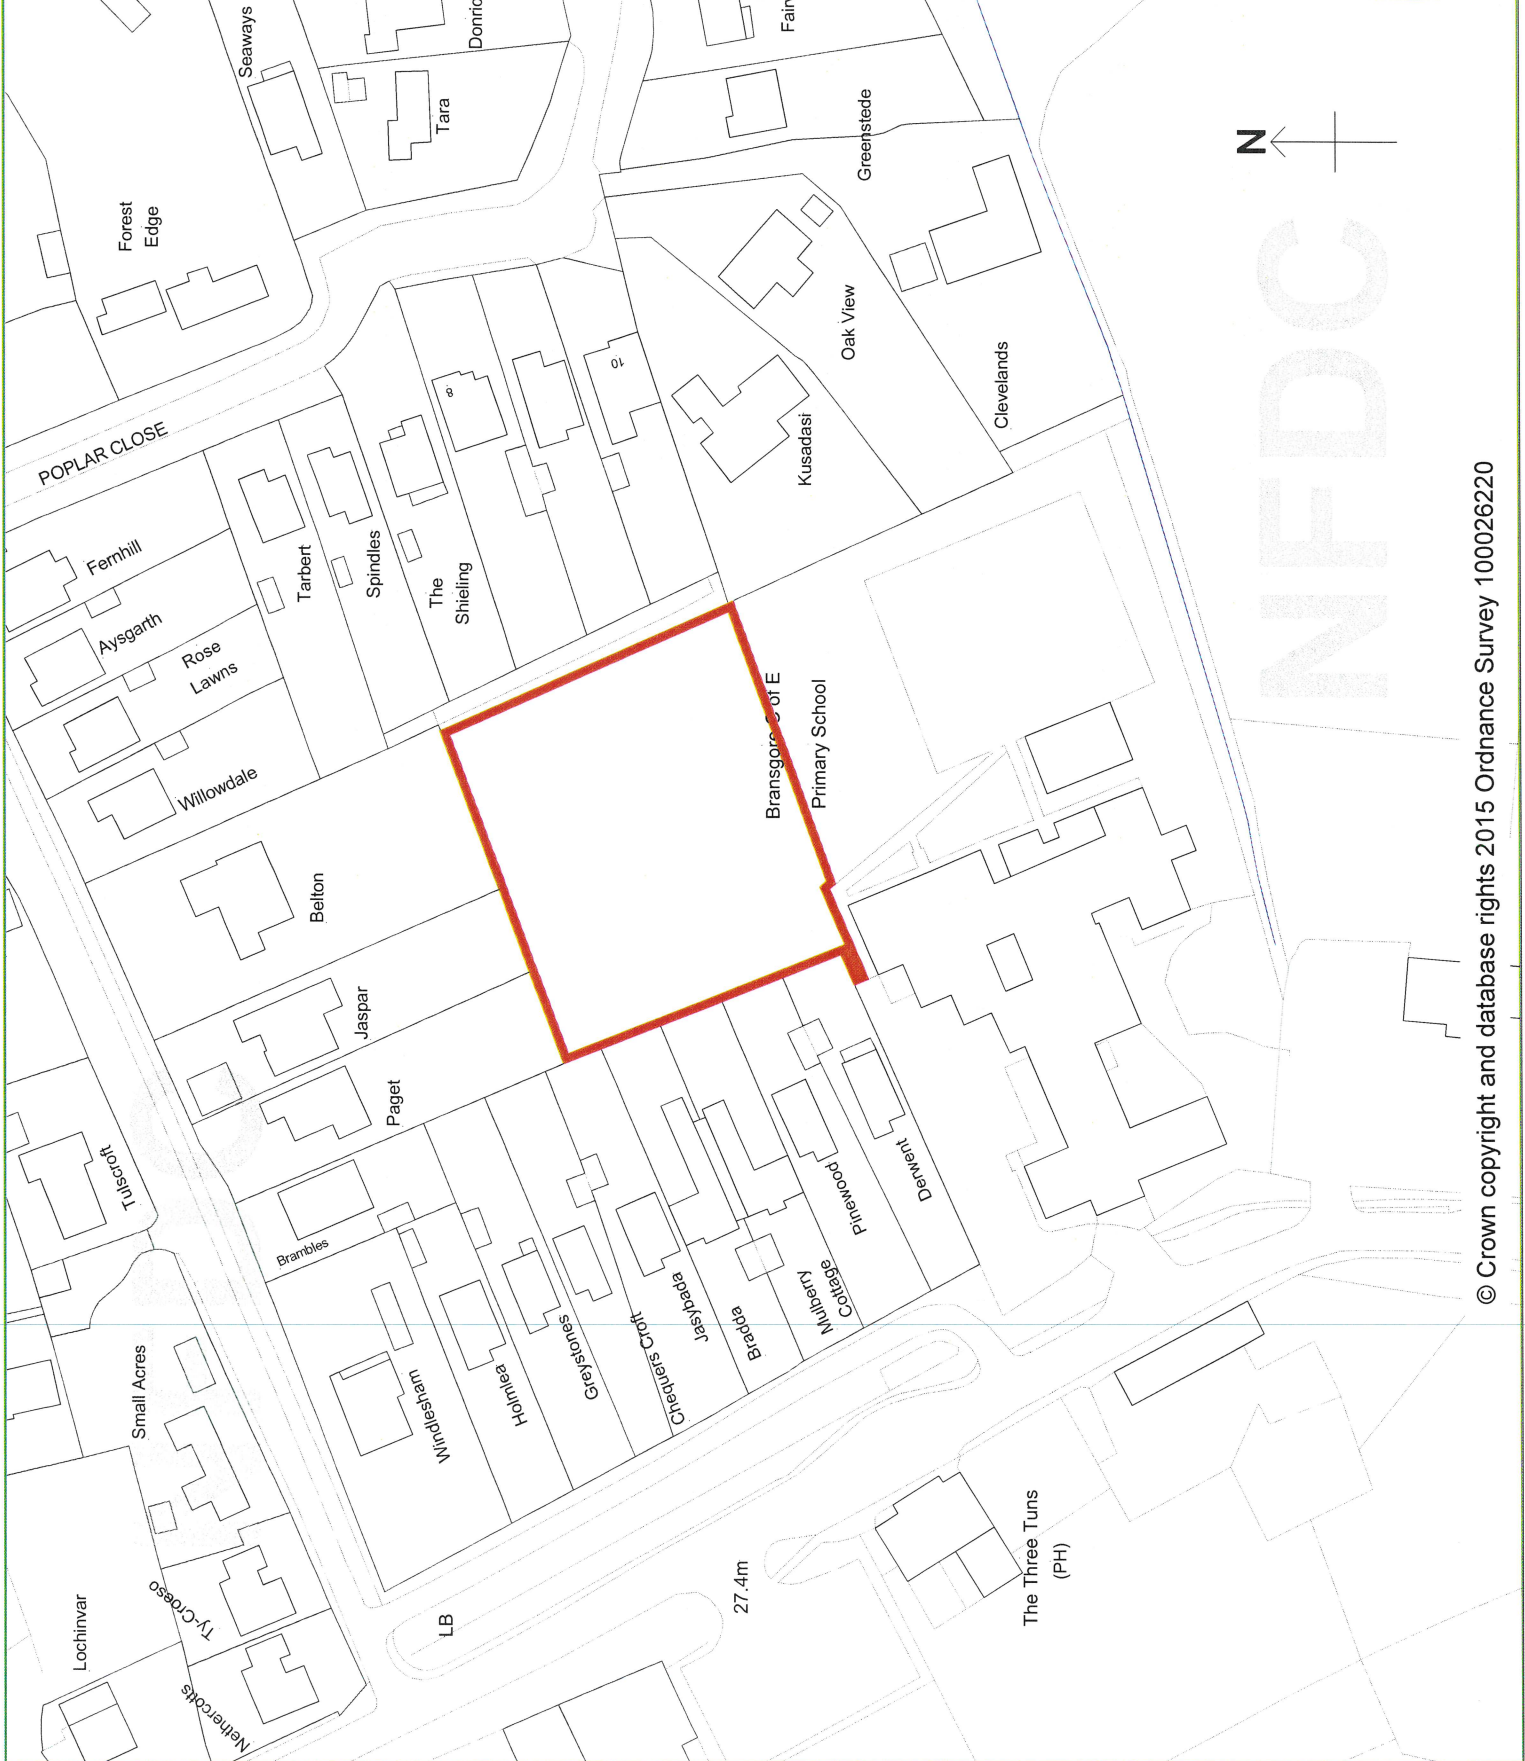 Seaways
Donric
Fair
Tara
Forest
Edge
Greenstede
N
POPLAR CLOSE
Oak View
8
10
Kusadasi
Clevelands
Fernhill
Aysgarth
Rose
Lawns
Willowdale
Tarbert
Spindles
The
Shieling
Belton
Jaspar
Paget
Bransgore C of E
Primary School
NFDC
Tulscroft
Brambles
Small Acres
Windlesham
Holmlea
Greystones
Chequers Croft
Jasybada
Bradda
Mulberry
Cottage
Pinewood
Derwent
Lochinvar
Ty-Croeso
Nethercotts
LB
27.4m
The Three Tuns
(PH)
© Crown copyright and database rights 2015 Ordnance Survey 100026220